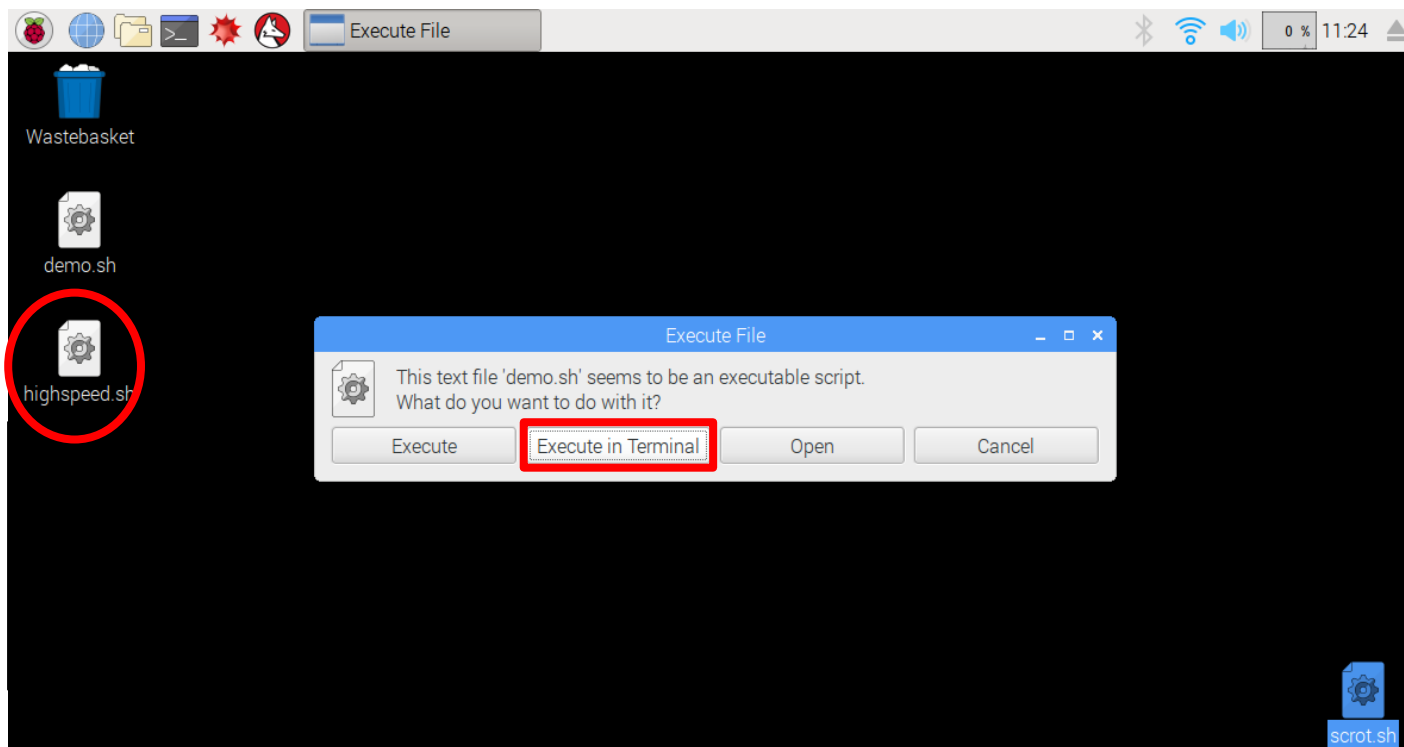 Execute File
0 %
11:24
Wastebasket
demo.sh
highspeed.sh
Execute File
This text file 'demo.sh' seems to be an executable script.
What do you want to do with it?
Execute
Execute in Terminal
Open
Cancel
scrot.sh